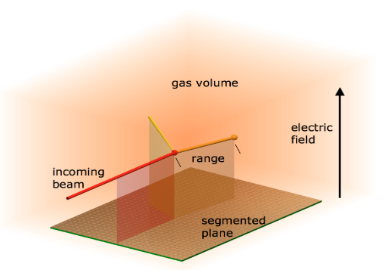 gas volume
electric
field
range
incoming
beam
segmented
plane